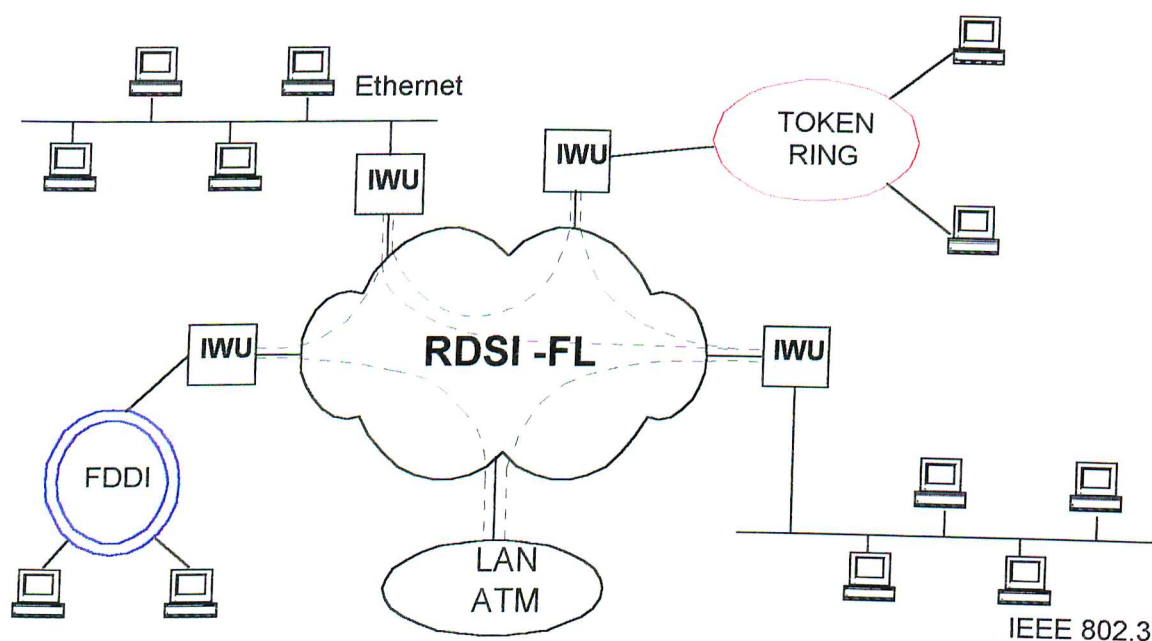 Ethernet
TOKEN
RING
IWU
IWU
IWU
RDSI -FL
IWU
FDDI
LAN
ATM
IEEE 802.3